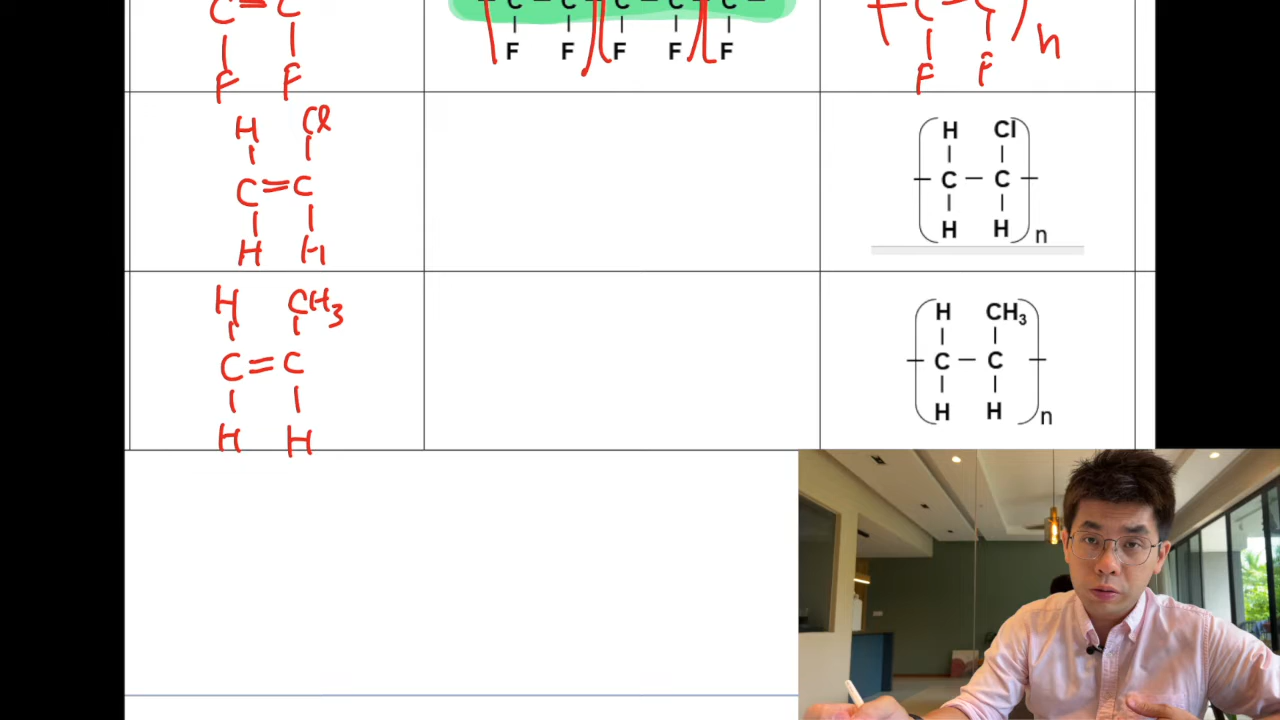 C = C
F F
C C C C C
F F F F F
C - C
F F n
H Cl
C = C
H H
H Cl
C C
H H n
H CH3
C = C
H H
H CH₃
C C
H H n